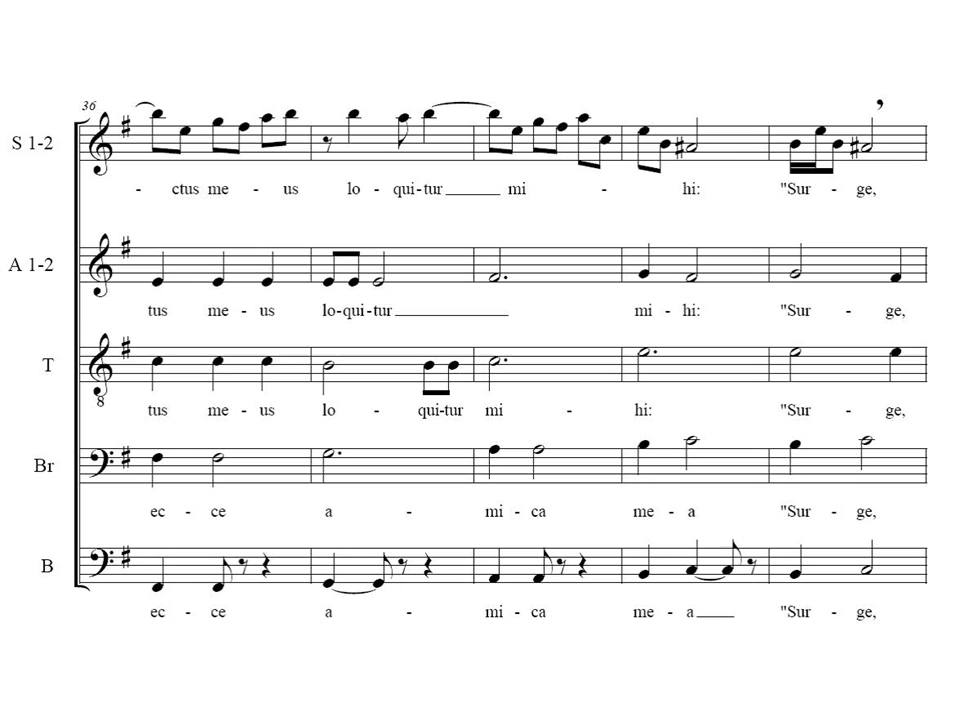 36
S 1-2
- ctus me - us lo - qui-tur mi - hi: "Sur - ge,
A 1-2
tus me - us lo-qui-tur mi - hi: "Sur - ge,
T
8
tus me - us lo - qui-tur mi - hi: "Sur - ge,
Br
ec - ce a - mi - ca me - a "Sur - ge,
B
ec - ce a - mi - ca me - a "Sur - ge,